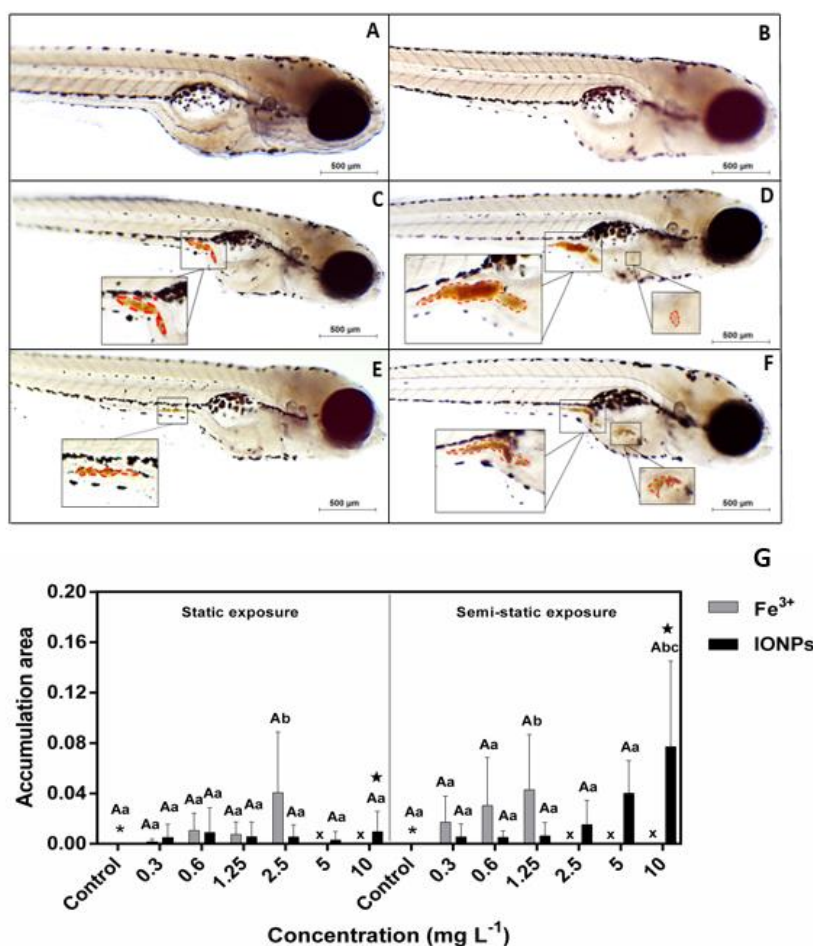 A
B
500 µm
500 µm
C
D
500 µm
500 µm
E
F
500 µm
500 µm
G
0.20
0.16
0.12
0.08
0.04
0.00
Accumulation area
Static exposure
Semi-static exposure
Fe³⁺
IONPs
Aa * Aa Aa Aa Aa Aa Aa Aa Ab Aa x Aa x ★ Aa
Aa * Aa Aa Aa Aa Ab Aa x Aa x Aa x ★ Abc
Control 0.3 0.6 1.25 2.5 5 10 Control 0.3 0.6 1.25 2.5 5 10
Concentration (mg L⁻¹)